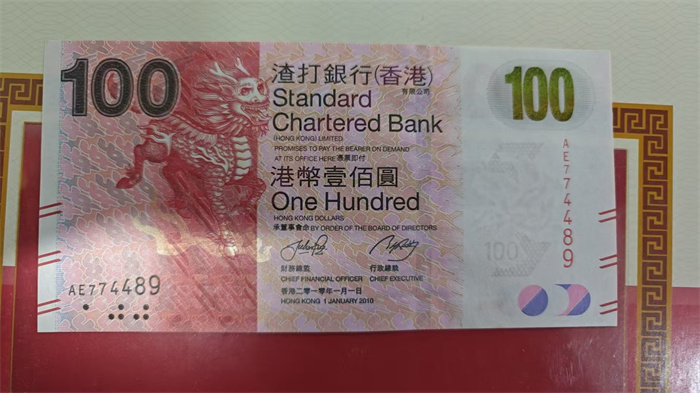 100
渣打銀行(香港)
有限公司
Standard
Chartered Bank
(HONG KONG) LIMITED
PROMISES TO PAY THE BEARER ON DEMAND
AT ITS OFFICE HERE 憑票即付
港幣壹佰圓
One Hundred
HONG KONG DOLLARS
承董事會命 BY ORDER OF THE BOARD OF DIRECTORS
財務總監
CHIEF FINANCIAL OFFICER
行政總裁
CHIEF EXECUTIVE
香港二零一零年一月一日
HONG KONG 1 JANUARY 2010
AE774489
100
AE774489
100